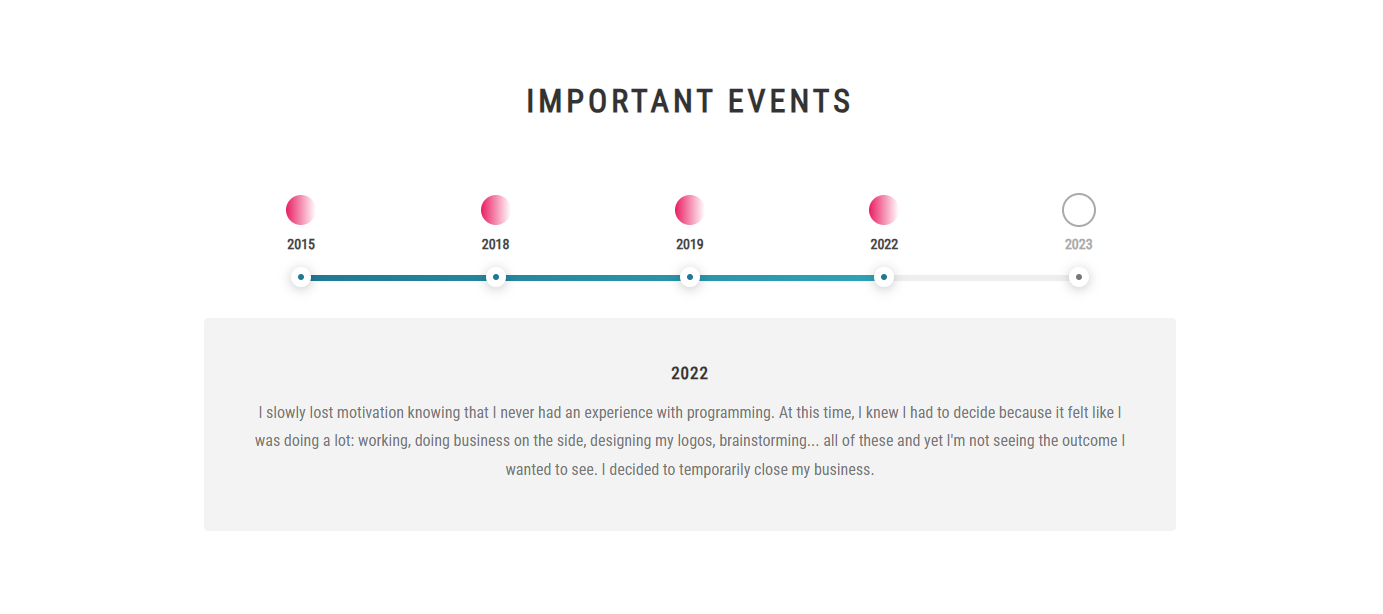 IMPORTANT EVENTS
2015 2018 2019 2022 2023
2022
I slowly lost motivation knowing that I never had an experience with programming. At this time, I knew I had to decide because it felt like I
was doing a lot: working, doing business on the side, designing my logos, brainstorming... all of these and yet I'm not seeing the outcome I
wanted to see. I decided to temporarily close my business.